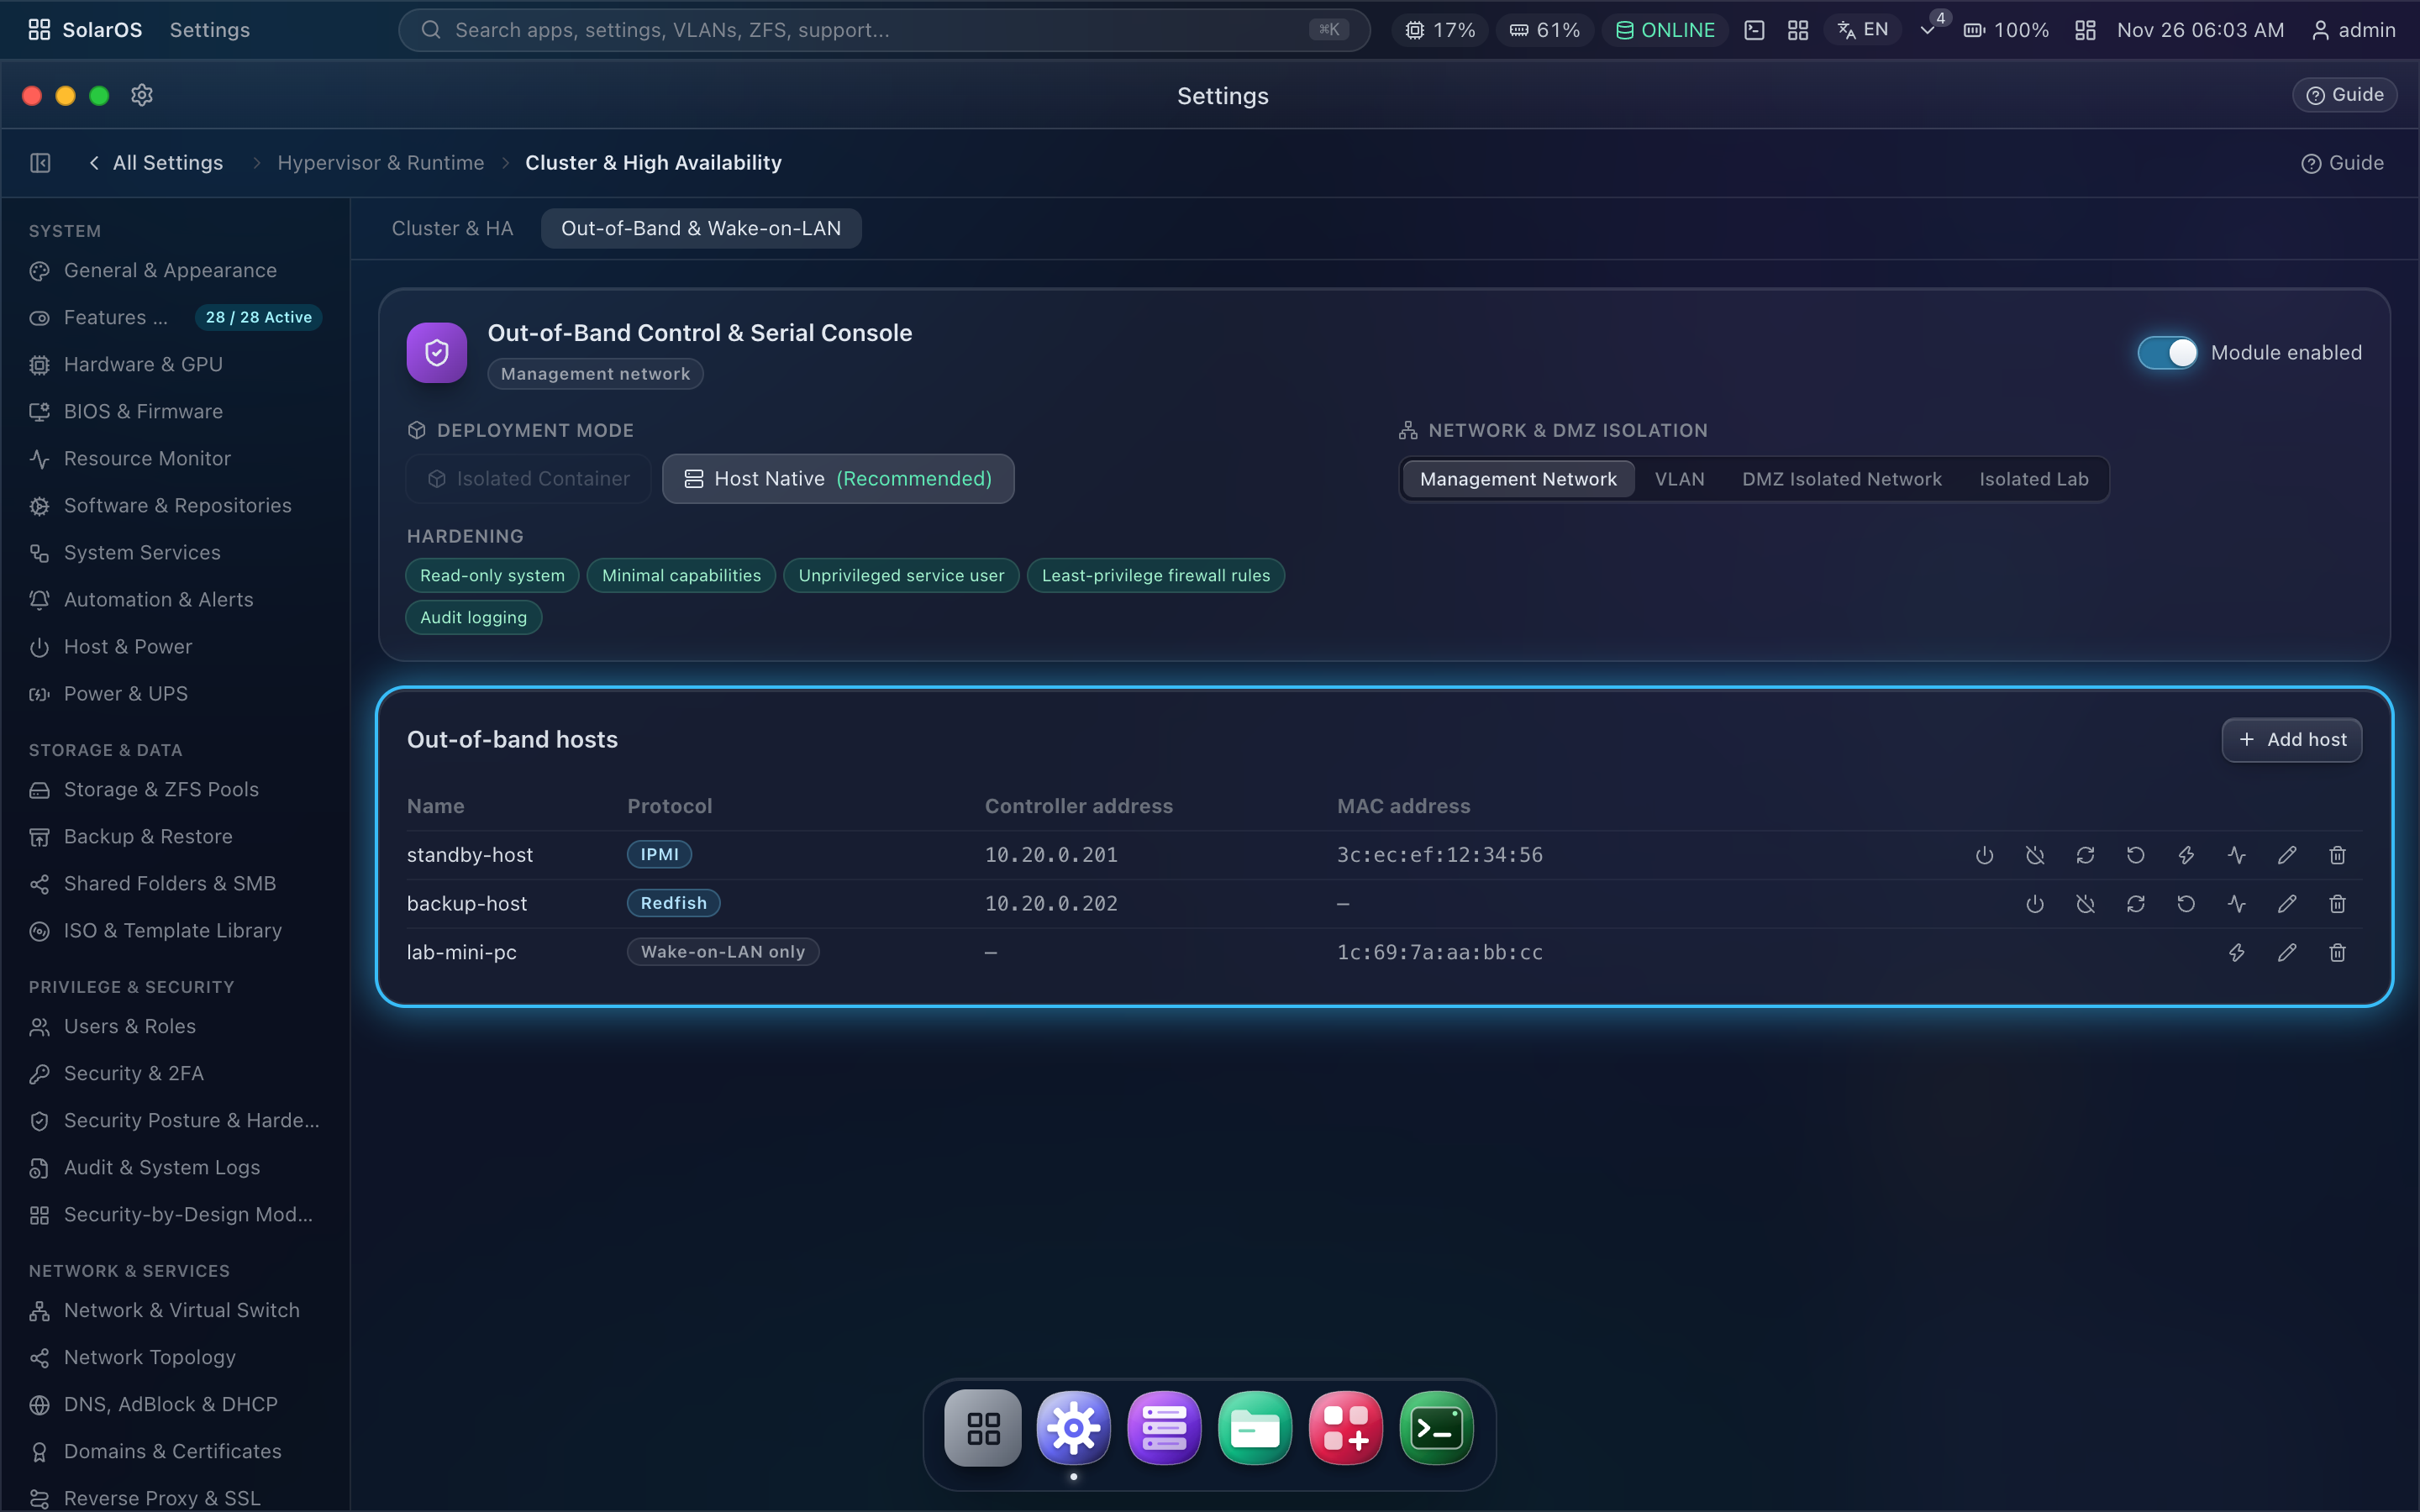 SolarOS Settings Search apps, settings, VLANs, ZFS, support... ⌘K 17% 61% ONLINE EN 4 100% Nov 26 06:03 AM admin
Settings Guide
All Settings Hypervisor & Runtime Cluster & High Availability Guide
SYSTEM
General & Appearance
Features ... 28 / 28 Active
Hardware & GPU
BIOS & Firmware
Resource Monitor
Software & Repositories
System Services
Automation & Alerts
Host & Power
Power & UPS
STORAGE & DATA
Storage & ZFS Pools
Backup & Restore
Shared Folders & SMB
ISO & Template Library
PRIVILEGE & SECURITY
Users & Roles
Security & 2FA
Security Posture & Harde...
Audit & System Logs
Security-by-Design Mod...
NETWORK & SERVICES
Network & Virtual Switch
Network Topology
DNS, AdBlock & DHCP
Domains & Certificates
Reverse Proxy & SSL
Cluster & HA Out-of-Band & Wake-on-LAN
Out-of-Band Control & Serial Console
Management network
Module enabled
DEPLOYMENT MODE
Isolated Container Host Native (Recommended)
NETWORK & DMZ ISOLATION
Management Network VLAN DMZ Isolated Network Isolated Lab
HARDENING
Read-only system Minimal capabilities Unprivileged service user Least-privilege firewall rules
Audit logging
Out-of-band hosts Add host
Name Protocol Controller address MAC address
standby-host IPMI 10.20.0.201 3c:ec:ef:12:34:56
backup-host Redfish 10.20.0.202 —
lab-mini-pc Wake-on-LAN only — 1c:69:7a:aa:bb:cc